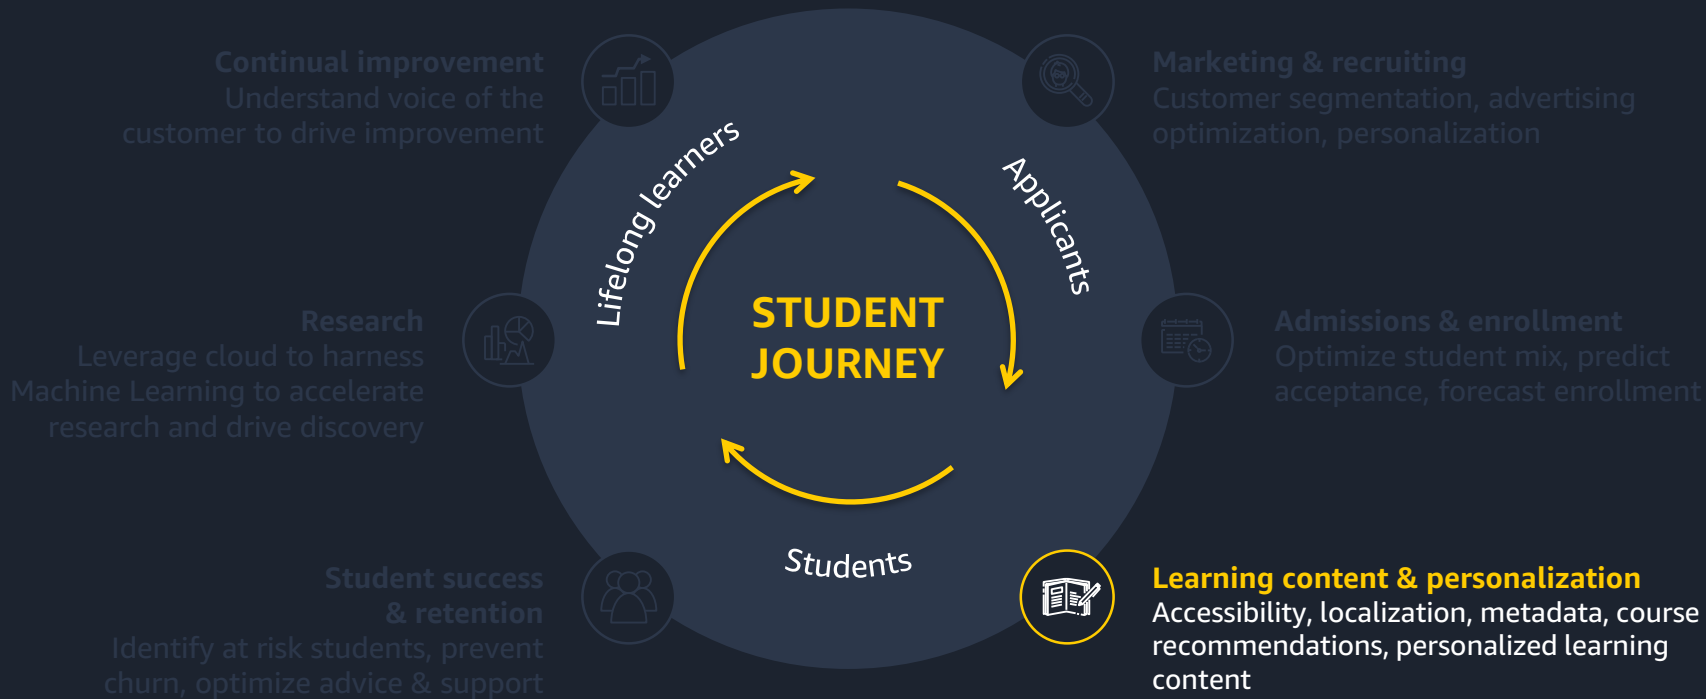 Continual improvement
Understand voice of the
customer to drive improvement
Marketing & recruiting
Customer segmentation, advertising
optimization, personalization
Lifelong learners
Applicants
STUDENT
JOURNEY
Research
Leverage cloud to harness
Machine Learning to accelerate
research and drive discovery
Admissions & enrollment
Optimize student mix, predict
acceptance, forecast enrollment
Students
Student success
& retention
Identify at risk students, prevent
churn, optimize advice & support
Learning content & personalization
Accessibility, localization, metadata, course
recommendations, personalized learning
content